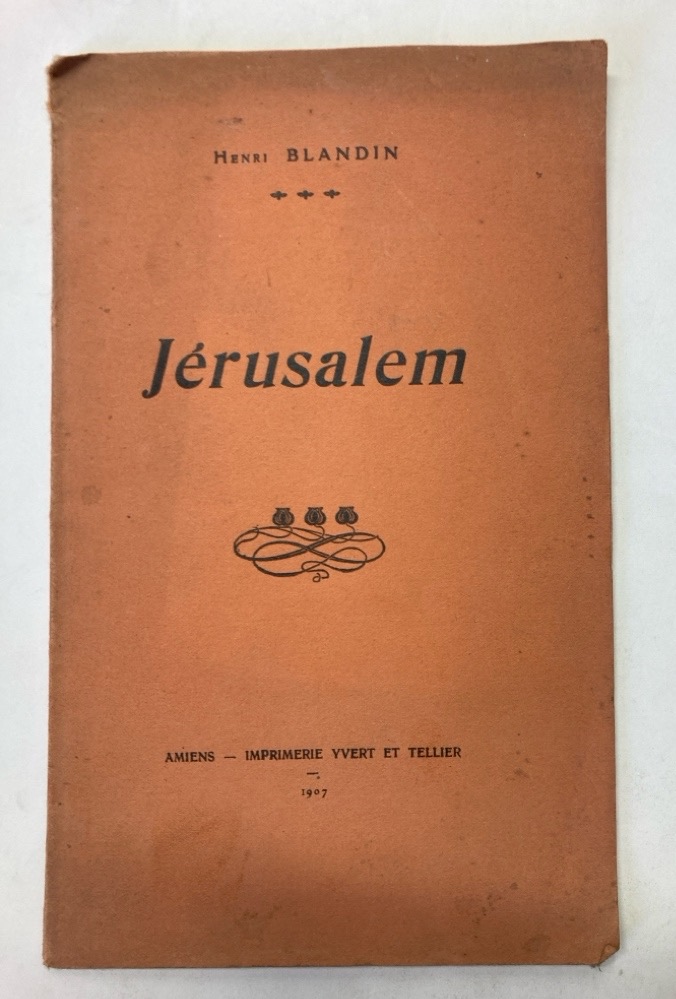 Henri BLANDIN
Jérusalem
AMIENS — IMPRIMERIE YVERT ET TELLIER
1907